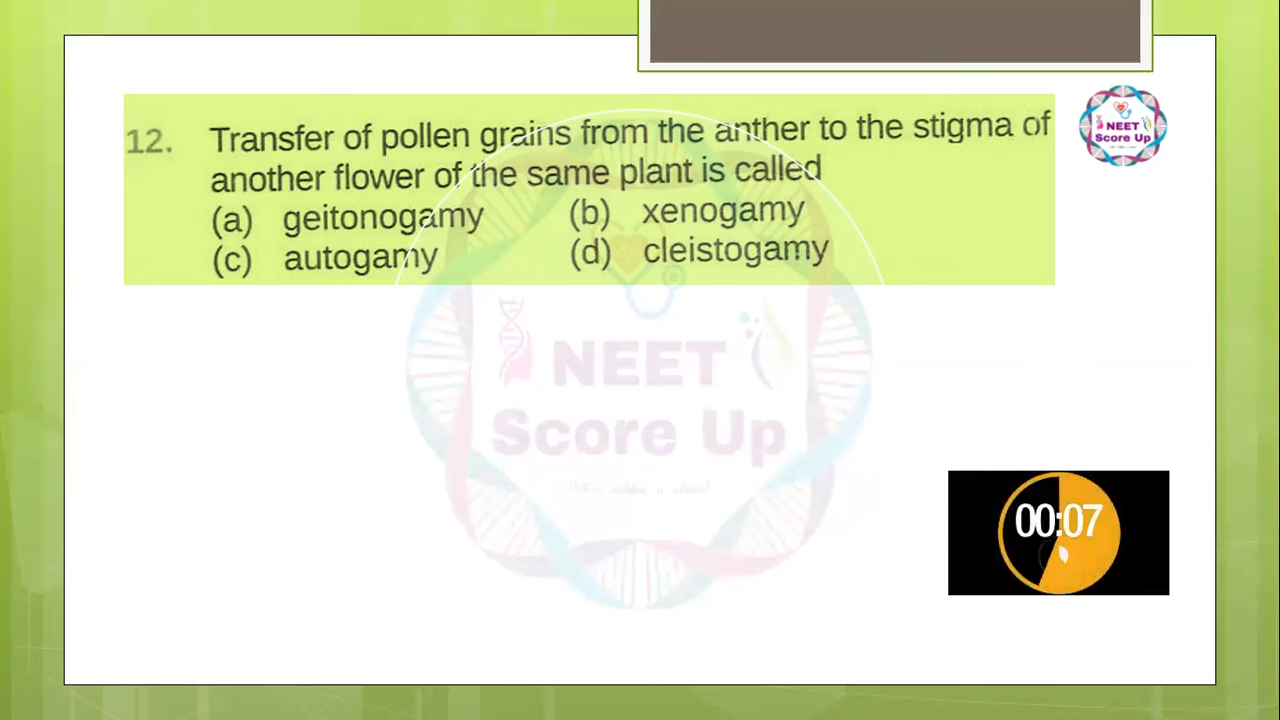 12. Transfer of pollen grains from the anther to the stigma of
another flower of the same plant is called
(a) geitonogamy (b) xenogamy
(c) autogamy (d) cleistogamy
NEET
Score Up
NEET
Score Up
00:07